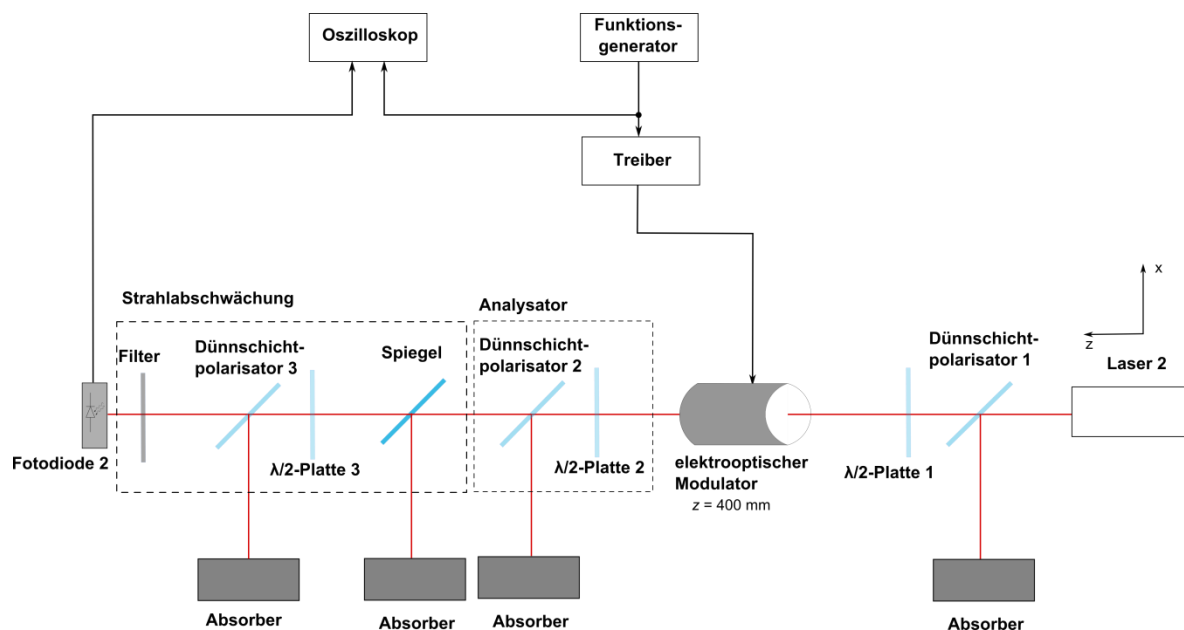 Oszilloskop
Funktions-
generator
Treiber
Strahlabschwächung
Analysator
Filter
Dünnschicht-
polarisator 3
Spiegel
Dünnschicht-
polarisator 2
Dünnschicht-
polarisator 1
x
z
Laser 2
Fotodiode 2
λ/2-Platte 3
λ/2-Platte 2
elektrooptischer
Modulator
z = 400 mm
λ/2-Platte 1
Absorber
Absorber
Absorber
Absorber